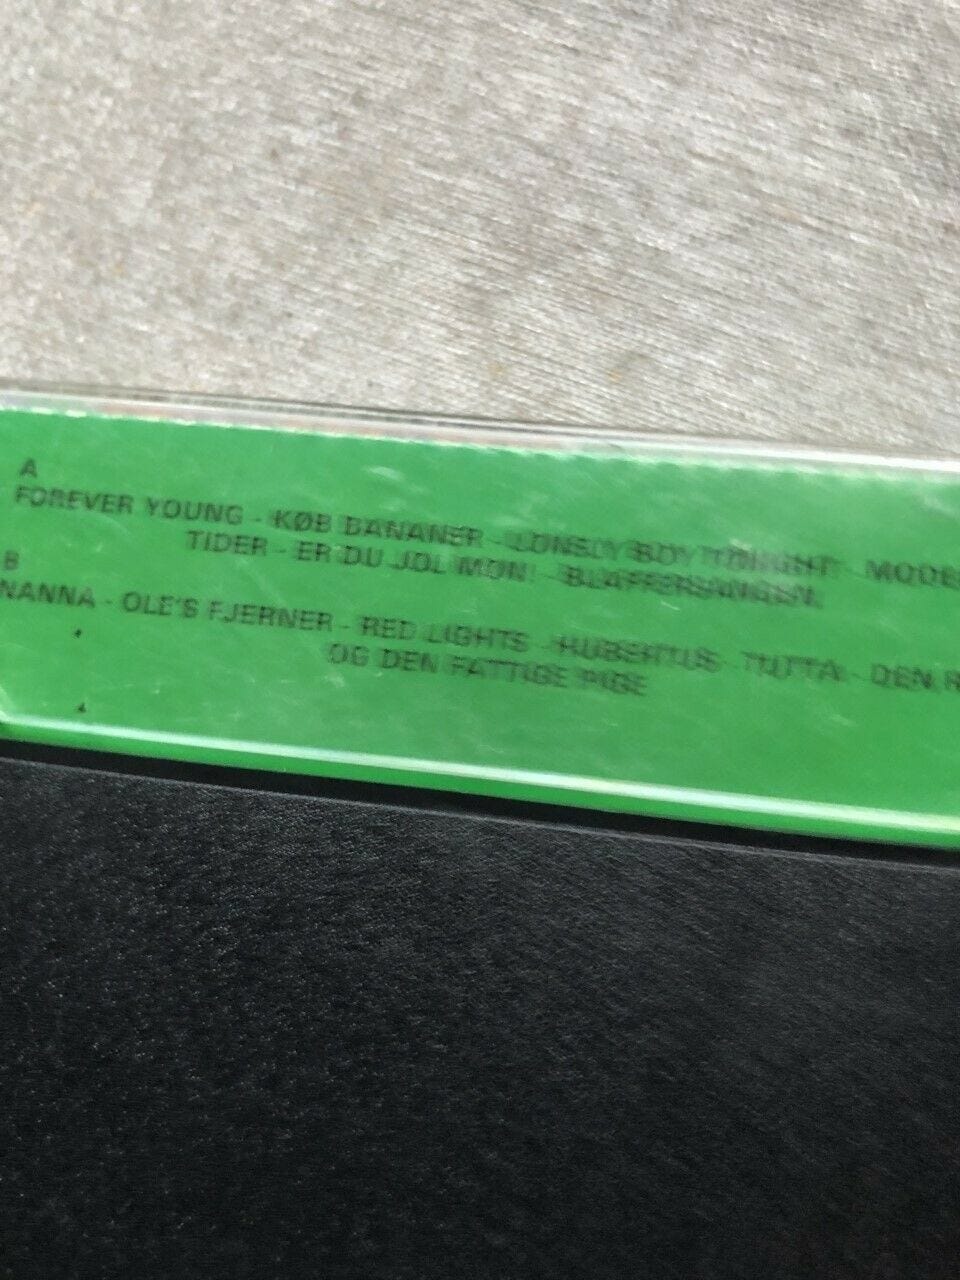 A
FOREVER YOUNG - KØB BANANER - LONELY BOY TONIGHT - MODE
TIDER - ER DU JOL MON! - BLAFFERSANGEN.
B
NANNA - OLE'S FJERNER - RED LIGHTS - HUBERTUS - TUTTA - DEN R
OG DEN FATTIGE PIGE